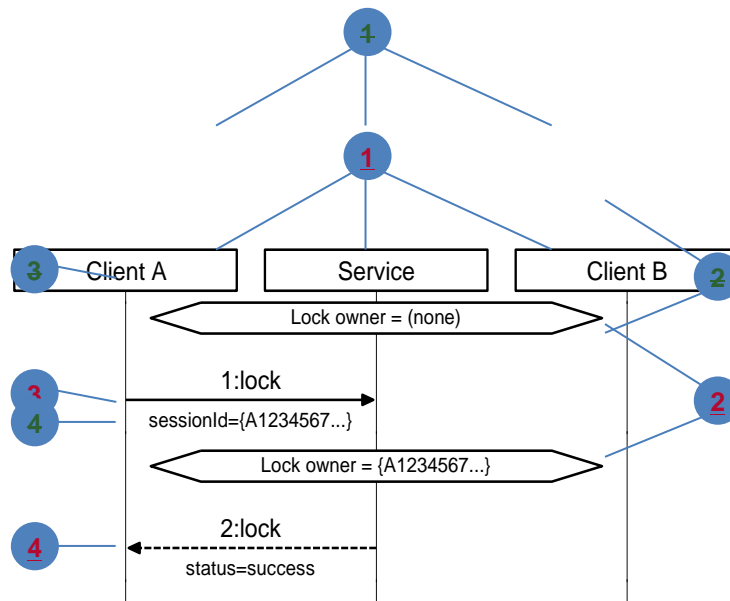 1
1
3 Client A Service Client B 2
Lock owner = (none)
3 1:lock 2
4 sessionId={A1234567...}
Lock owner = {A1234567...}
2:lock
4 status=success